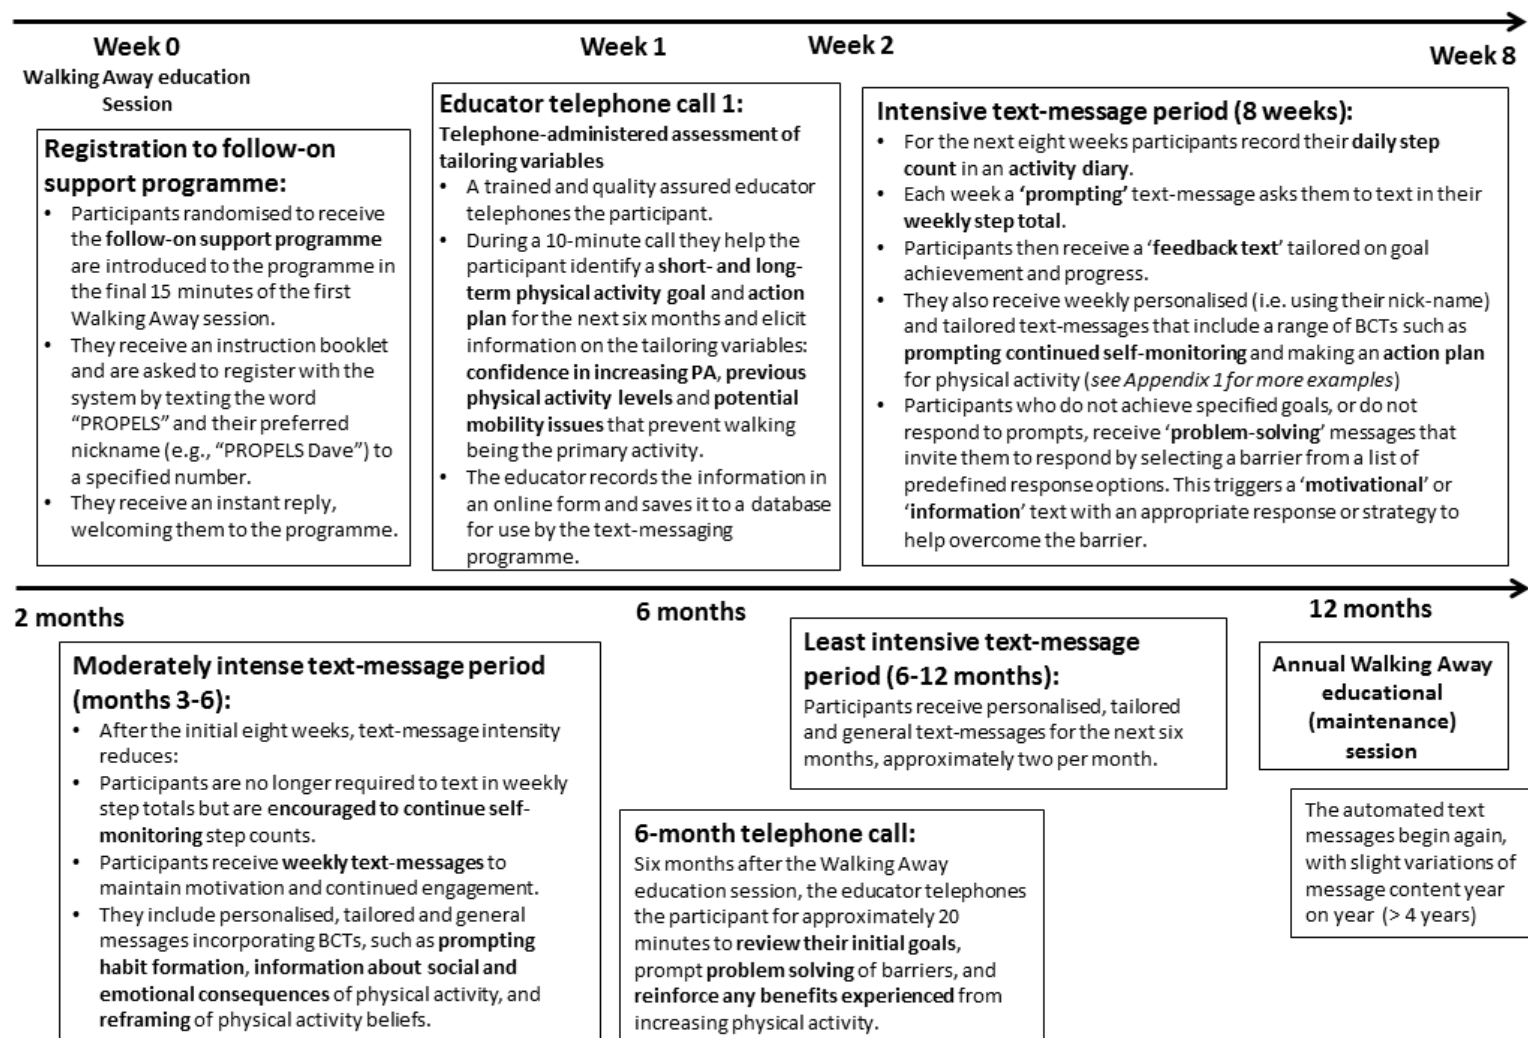 Week 0
Walking Away education
Session
Registration to follow-on
support programme:
• Participants randomised to receive
the follow-on support programme
are introduced to the programme in
the final 15 minutes of the first
Walking Away session.
• They receive an instruction booklet
and are asked to register with the
system by texting the word
“PROPELS” and their preferred
nickname (e.g., “PROPELS Dave”) to
a specified number.
• They receive an instant reply,
welcoming them to the programme.
Week 1
Educator telephone call 1:
Telephone-administered assessment of
tailoring variables
• A trained and quality assured educator
telephones the participant.
• During a 10-minute call they help the
participant identify a short- and long-
term physical activity goal and action
plan for the next six months and elicit
information on the tailoring variables:
confidence in increasing PA, previous
physical activity levels and potential
mobility issues that prevent walking
being the primary activity.
• The educator records the information in
an online form and saves it to a database
for use by the text-messaging
programme.
Week 2
Week 8
Intensive text-message period (8 weeks):
• For the next eight weeks participants record their daily step
count in an activity diary.
• Each week a ‘prompting’ text-message asks them to text in their
weekly step total.
• Participants then receive a ‘feedback text’ tailored on goal
achievement and progress.
• They also receive weekly personalised (i.e. using their nick-name)
and tailored text-messages that include a range of BCTs such as
prompting continued self-monitoring and making an action plan
for physical activity (see Appendix 1 for more examples)
• Participants who do not achieve specified goals, or do not
respond to prompts, receive ‘problem-solving’ messages that
invite them to respond by selecting a barrier from a list of
predefined response options. This triggers a ‘motivational’ or
‘information’ text with an appropriate response or strategy to
help overcome the barrier.
2 months
Moderately intense text-message period
(months 3-6):
• After the initial eight weeks, text-message intensity
reduces:
• Participants are no longer required to text in weekly
step totals but are encouraged to continue self-
monitoring step counts.
• Participants receive weekly text-messages to
maintain motivation and continued engagement.
• They include personalised, tailored and general
messages incorporating BCTs, such as prompting
habit formation, information about social and
emotional consequences of physical activity, and
reframing of physical activity beliefs.
6 months
Least intensive text-message
period (6-12 months):
Participants receive personalised, tailored
and general text-messages for the next six
months, approximately two per month.
6-month telephone call:
Six months after the Walking Away
education session, the educator telephones
the participant for approximately 20
minutes to review their initial goals,
prompt problem solving of barriers, and
reinforce any benefits experienced from
increasing physical activity.
12 months
Annual Walking Away
educational
(maintenance)
session
The automated text
messages begin again,
with slight variations of
message content year
on year (> 4 years)